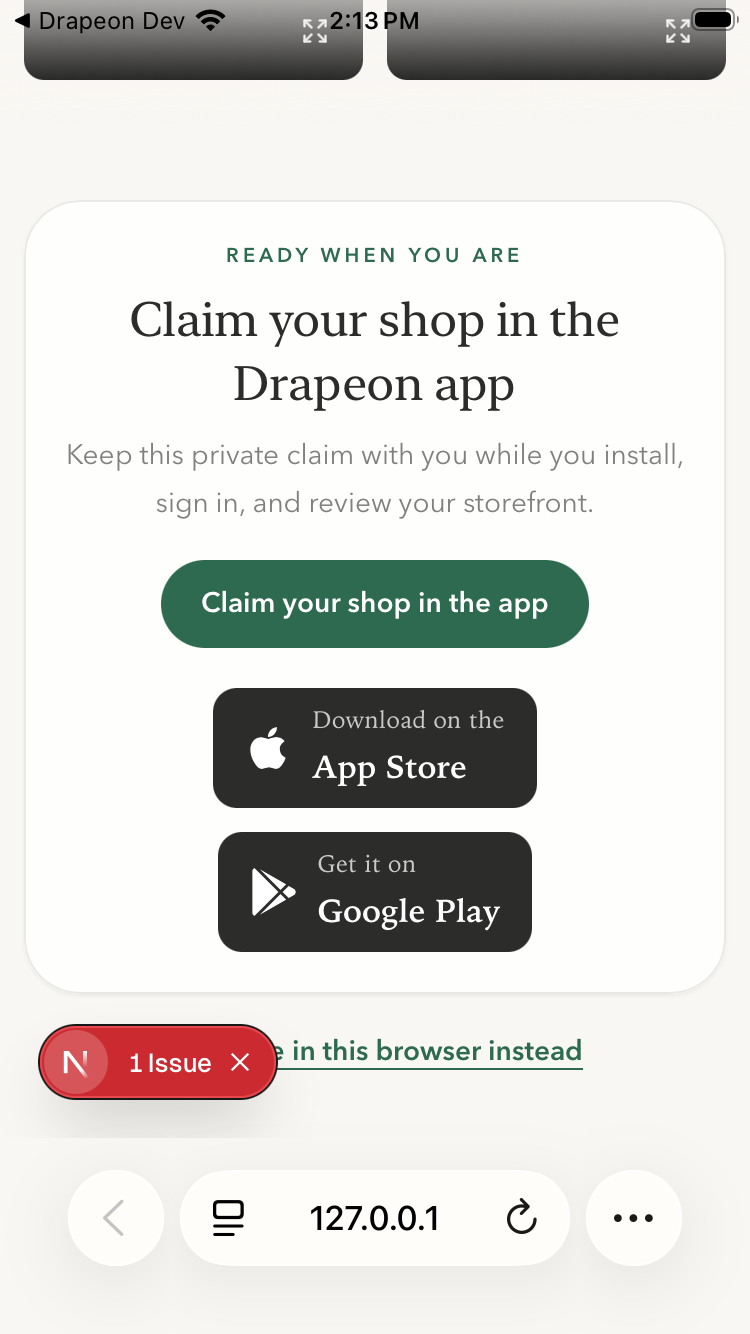 Drapeon Dev 2:13 PM
READY WHEN YOU ARE
Claim your shop in the
Drapeon app
Keep this private claim with you while you install,
sign in, and review your storefront.
Claim your shop in the app
Download on the
App Store
Get it on
Google Play
N 1 Issue
e in this browser instead
127.0.0.1